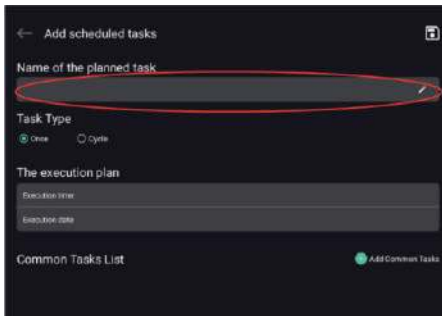 Add scheduled tasks
Name of the planned task
Task Type
Once Cycle
The execution plan
Execution time
Execution date
Common Tasks List Add Common Tasks